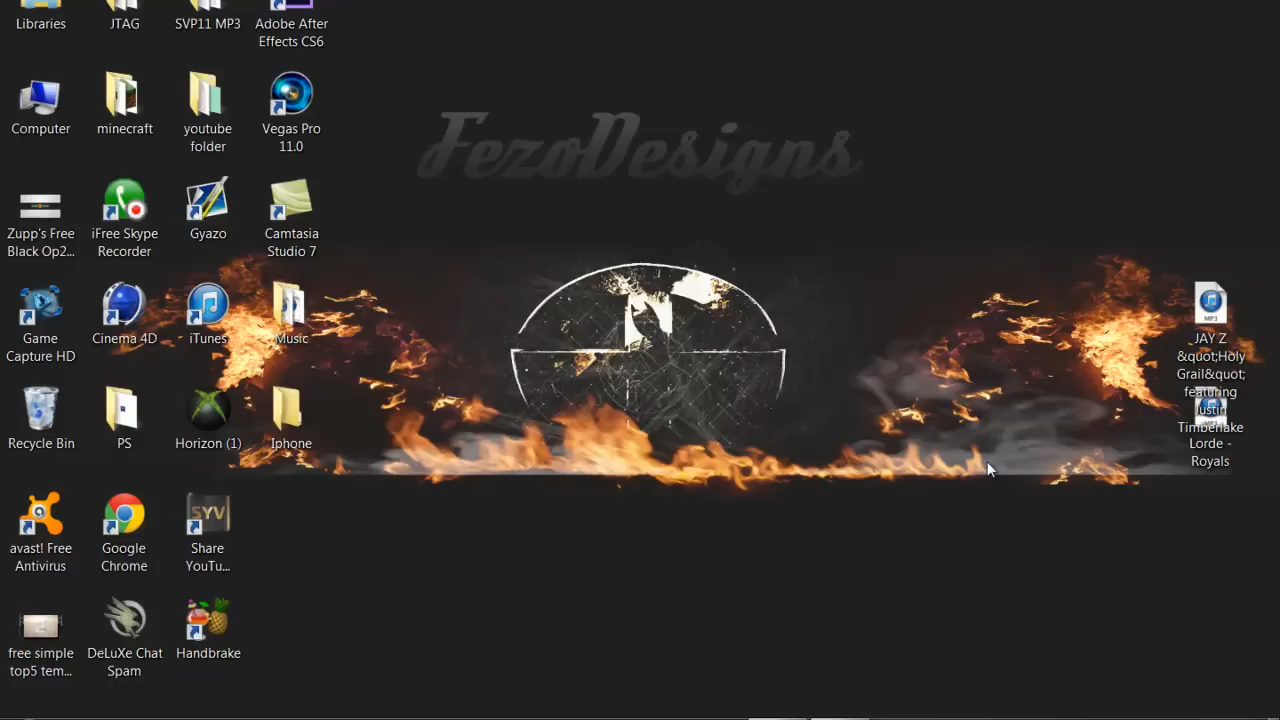 Libraries
JTAG
SVP11 MP3
Adobe After
Effects CS6
FezoDesigns
Computer
minecraft
youtube
folder
Vegas Pro
11.0
Zupp's Free
Black Op2...
iFree Skype
Recorder
Gyazo
Camtasia
Studio 7
Game
Capture HD
Cinema 4D
iTunes
Music
MP3
JAY Z
&quot;Holy
Grail&quot;
featuring
Justin
Timberlake
Recycle Bin
PS
Horizon (1)
Iphone
Lorde -
Royals
avast! Free
Antivirus
Google
Chrome
SYV
Share
YouTu...
free simple
top5 tem...
DeLuXe Chat
Spam
Handbrake